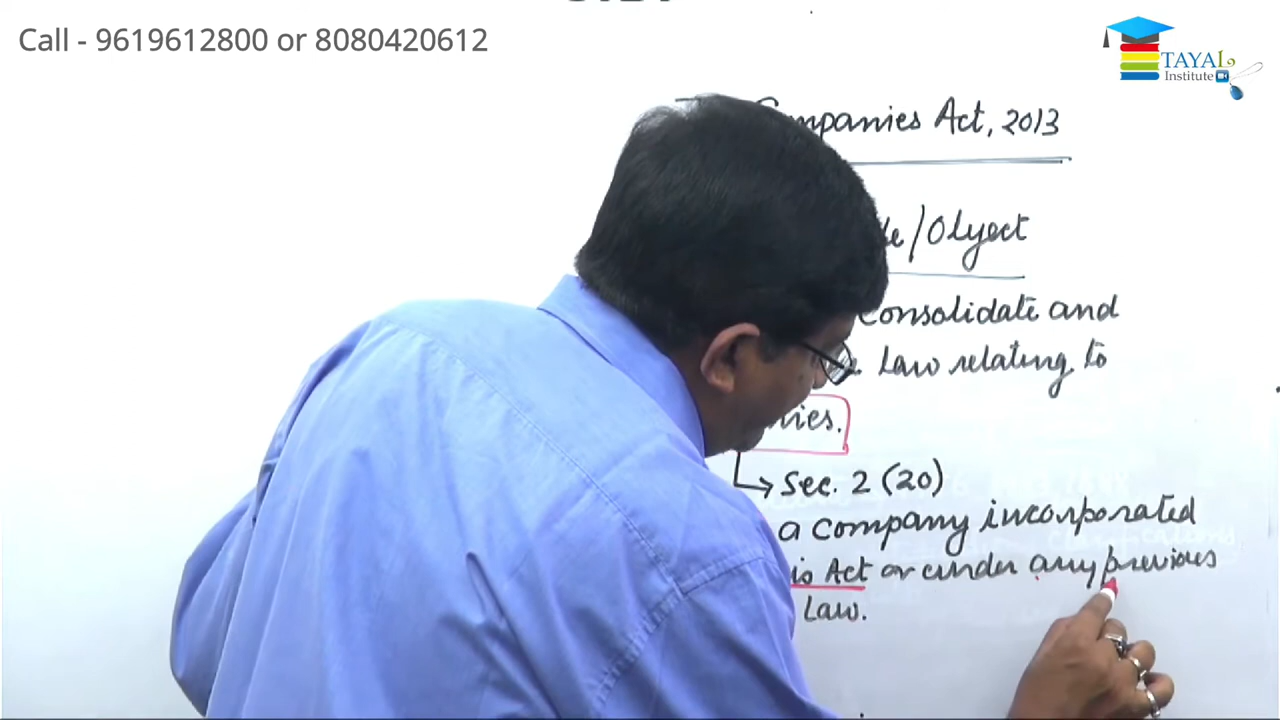 Call - 9619612800 or 8080420612
TAYAL
Institute
Companies Act, 2013
/Object
Consolidate and
Law relating to
Sec. 2 (20)
a Company incorporated
Act or under any previous
Law.